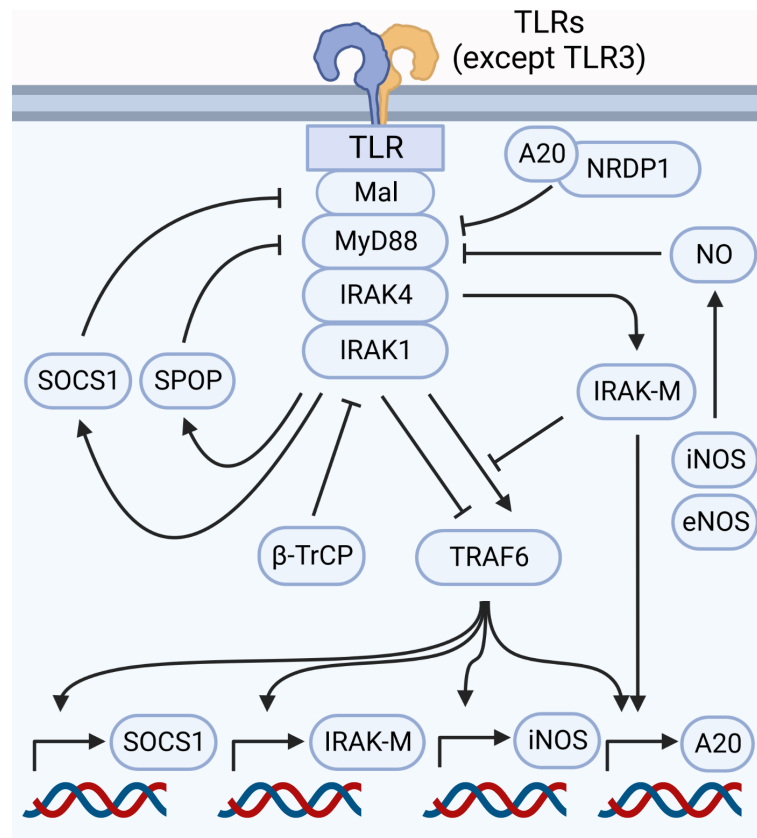 TLRs
(except TLR3)
TLR
A20
NRDP1
Mal
MyD88
NO
IRAK4
IRAK1
SOCS1
SPOP
IRAK-M
iNOS
eNOS
β-TrCP
TRAF6
SOCS1
IRAK-M
iNOS
A20